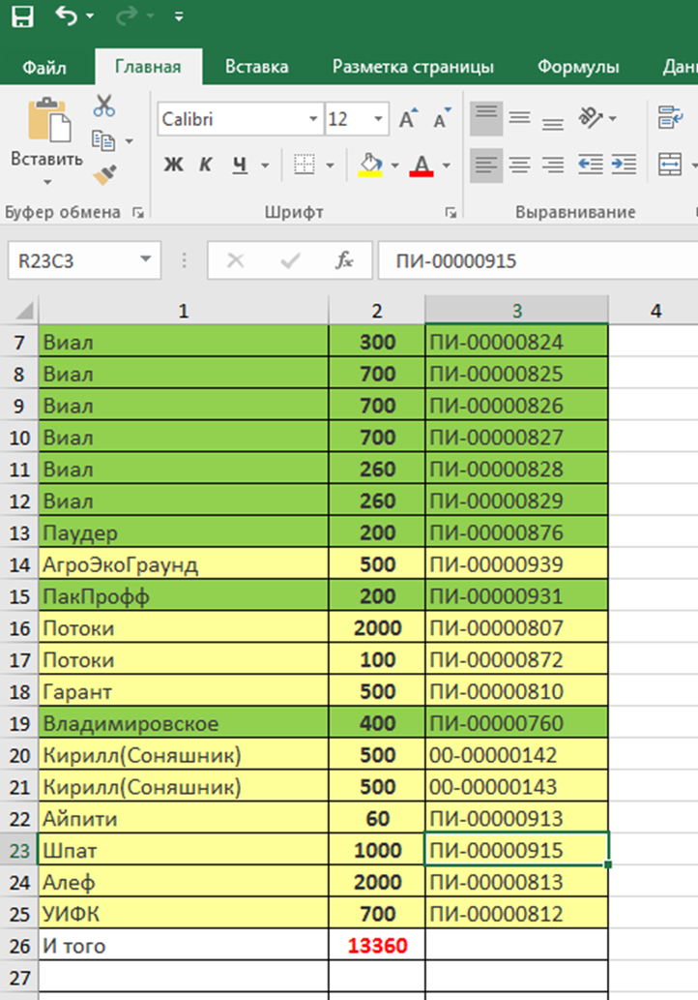 Файл Главная Вставка Разметка страницы Формулы Дан
Calibri 12
Вставить Ж К Ч А
Буфер обмена Шрифт Выравнивание
R23C3 fx ПИ-00000915
1 2 3 4
7 Виал 300 ПИ-00000824
8 Виал 700 ПИ-00000825
9 Виал 700 ПИ-00000826
10 Виал 700 ПИ-00000827
11 Виал 260 ПИ-00000828
12 Виал 260 ПИ-00000829
13 Паудер 200 ПИ-00000876
14 АгроЭкоГраунд 500 ПИ-00000939
15 ПакПрофф 200 ПИ-00000931
16 Потоки 2000 ПИ-00000807
17 Потоки 100 ПИ-00000872
18 Гарант 500 ПИ-00000810
19 Владимировское 400 ПИ-00000760
20 Кирилл(Соняшник) 500 00-00000142
21 Кирилл(Соняшник) 500 00-00000143
22 Айпити 60 ПИ-00000913
23 Шпат 1000 ПИ-00000915
24 Алеф 2000 ПИ-00000813
25 УИФК 700 ПИ-00000812
26 И того 13360
27